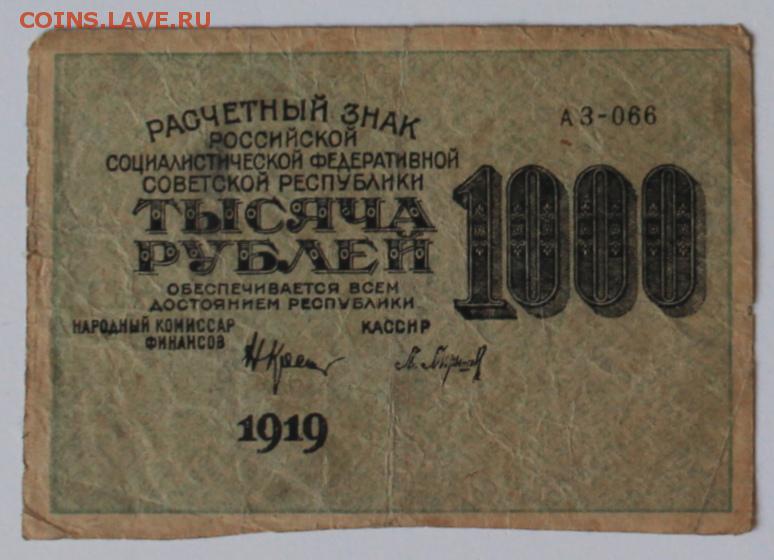 COINS.LAVE.RU
РАСЧЕТНЫЙ ЗНАК
РОССИЙСКОЙ
СОЦИАЛИСТИЧЕСКОЙ ФЕДЕРАТИВНОЙ
СОВЕТСКОЙ РЕСПУБЛИКИ
ТЫСЯЧА
РУБЛЕЙ
ОБЕСПЕЧИВАЕТСЯ ВСЕМ
ДОСТОЯНИЕМ РЕСПУБЛИКИ
НАРОДНЫЙ КОМИССАР
ФИНАНСОВ
КАССИР
1919
АЗ-066
1000